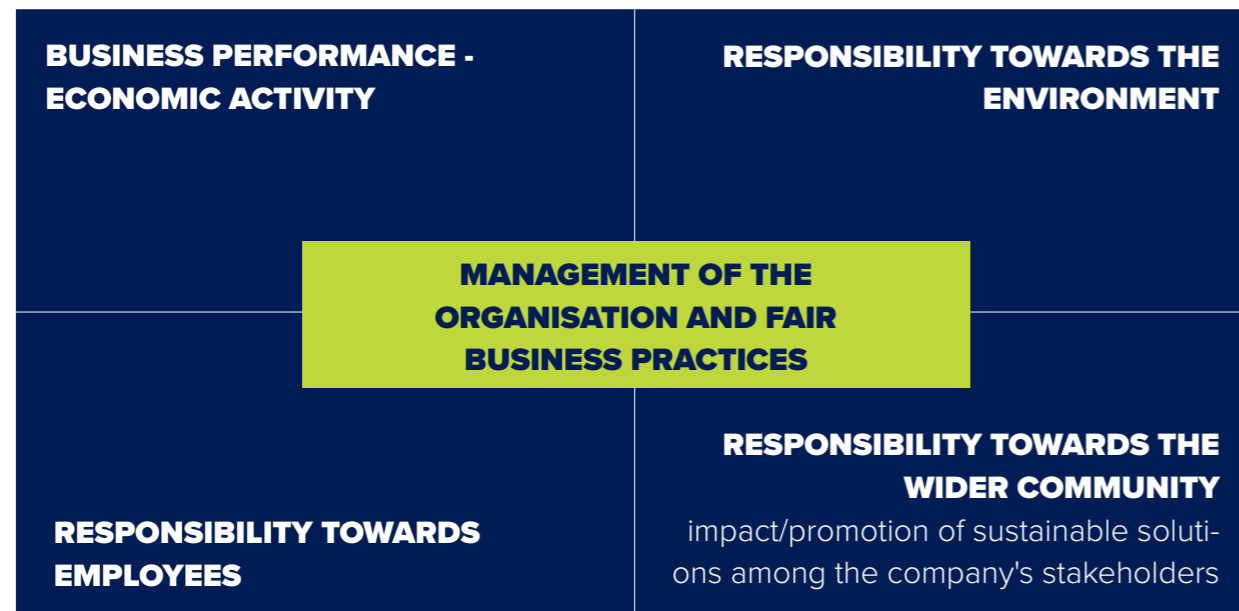 BUSINESS PERFORMANCE -
ECONOMIC ACTIVITY
RESPONSIBILITY TOWARDS THE
ENVIRONMENT
MANAGEMENT OF THE
ORGANISATION AND FAIR
BUSINESS PRACTICES
RESPONSIBILITY TOWARDS
EMPLOYEES
RESPONSIBILITY TOWARDS THE
WIDER COMMUNITY
impact/promotion of sustainable soluti-
ons among the company's stakeholders